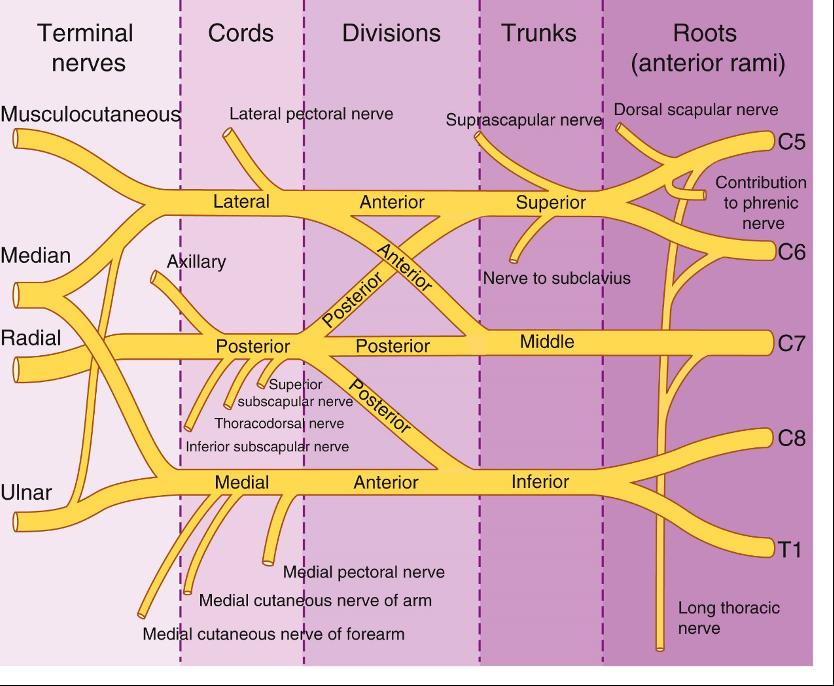 Terminal
nerves
Cords
Divisions
Trunks
Roots
(anterior rami)
Musculocutaneous
Lateral pectoral nerve
Suprascapular nerve
Dorsal scapular nerve
C5
Contribution
to phrenic
nerve
Lateral
Anterior
Superior
Median
Axillary
Anterior
Posterior
Nerve to subclavius
C6
Radial
Posterior
Posterior
Middle
C7
Superior
subscapular nerve
Thoracodorsal nerve
Inferior subscapular nerve
Posterior
C8
Ulnar
Medial
Anterior
Inferior
T1
Medial pectoral nerve
Medial cutaneous nerve of arm
Medial cutaneous nerve of forearm
Long thoracic
nerve